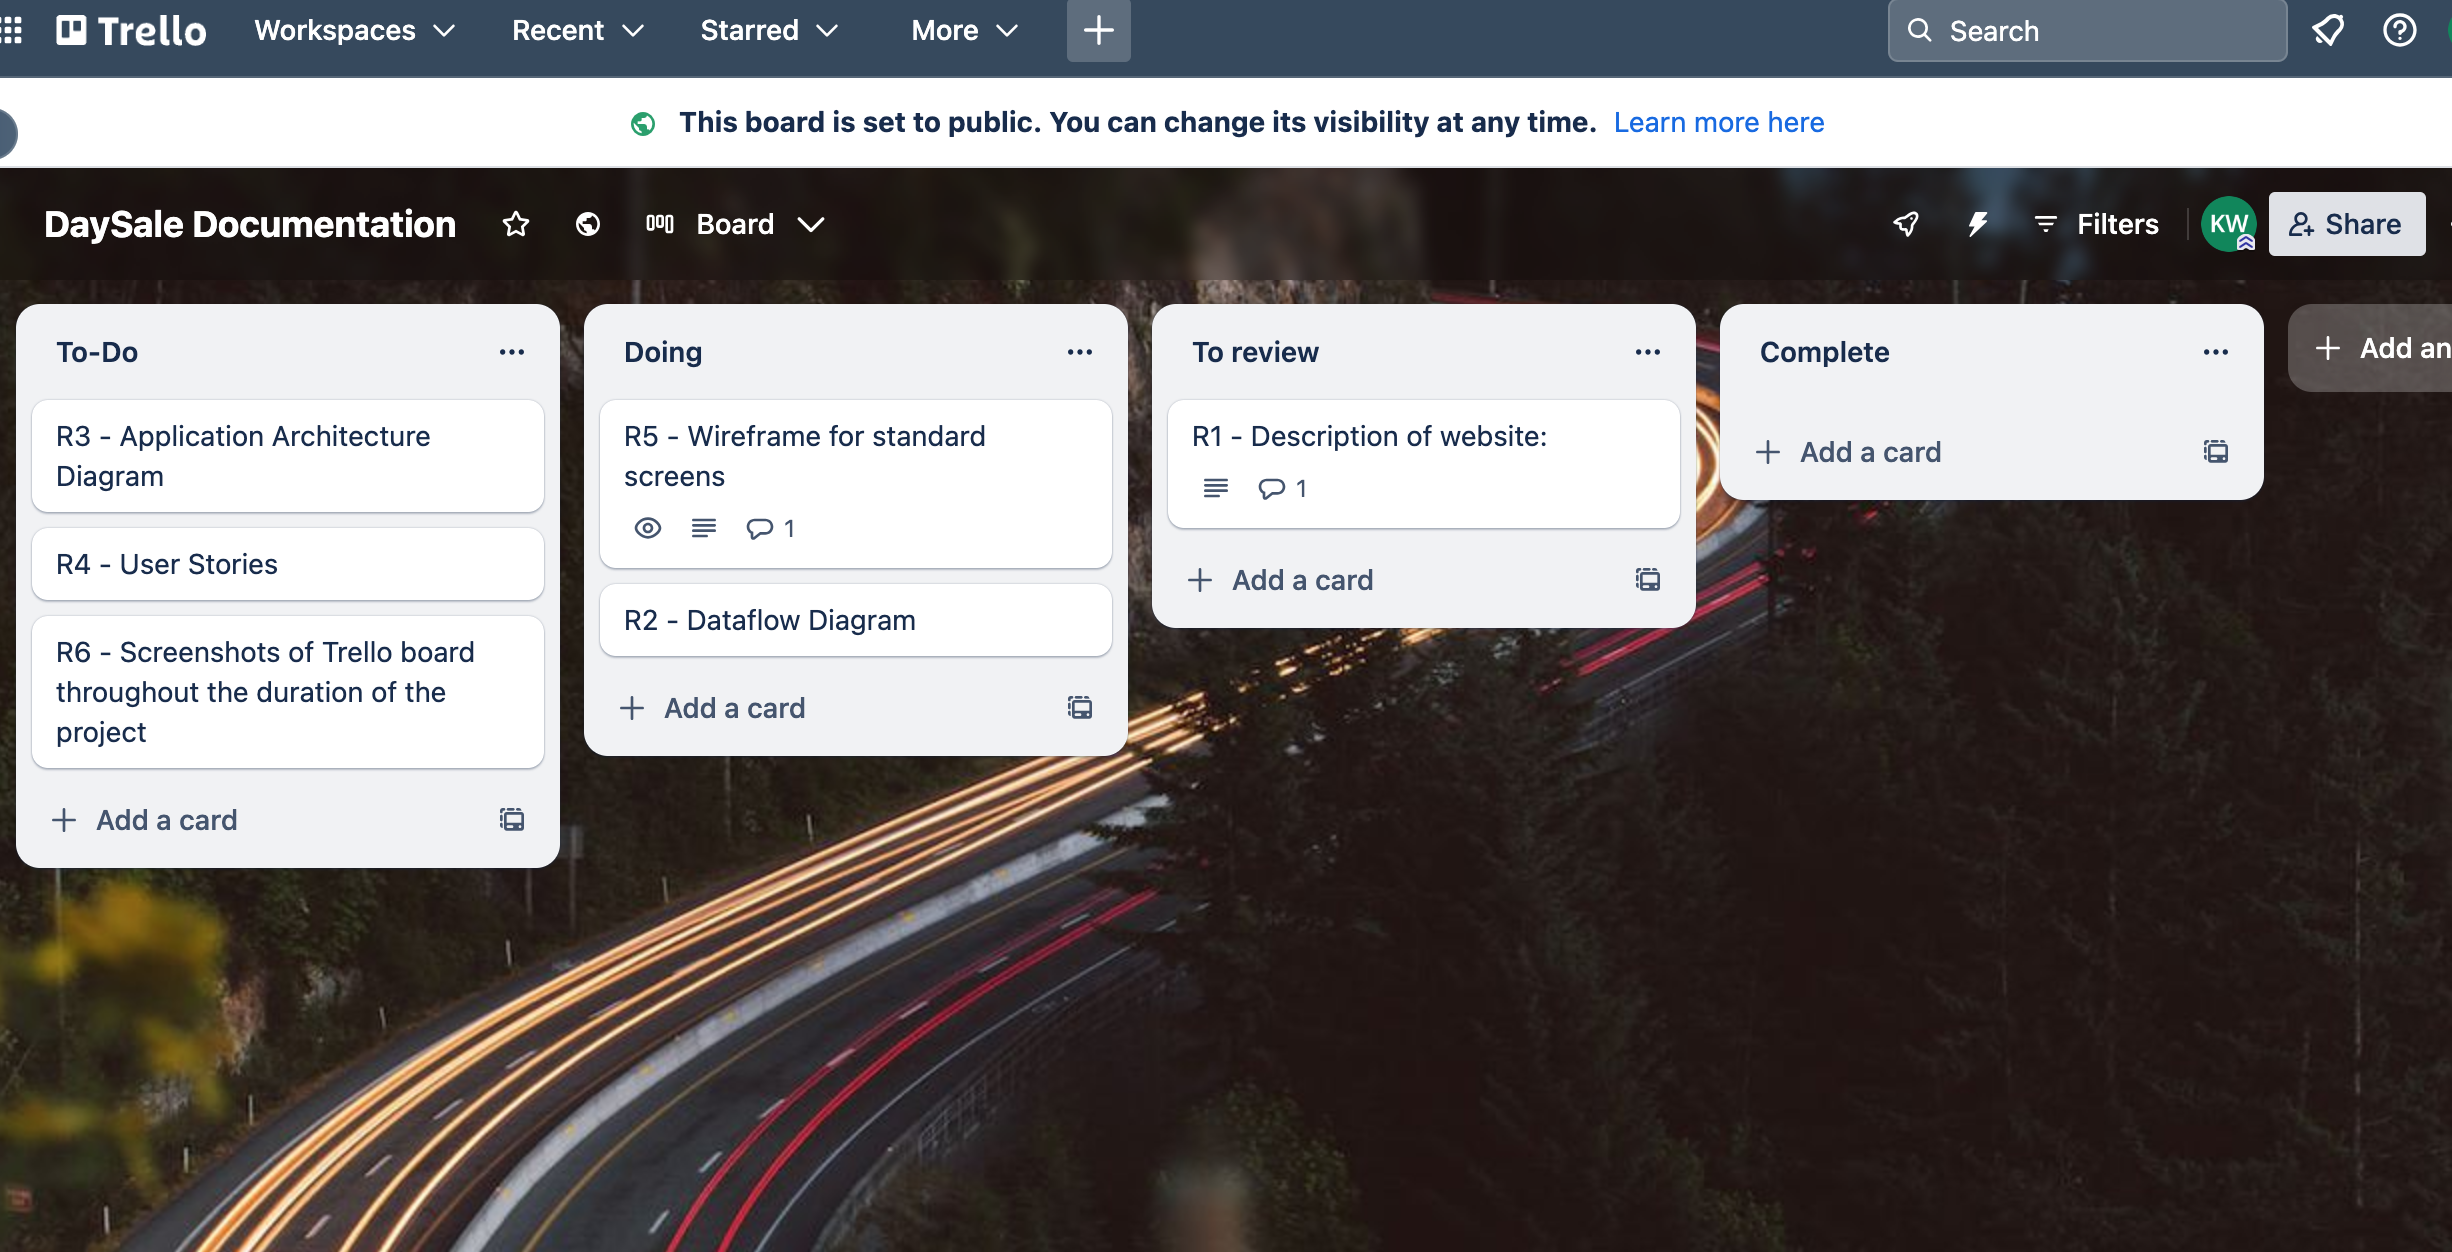 Trello Workspaces Recent Starred More Search
This board is set to public. You can change its visibility at any time. Learn more here
DaySale Documentation Board Filters KW Share
To-Do
R3 - Application Architecture
Diagram
R4 - User Stories
R6 - Screenshots of Trello board
throughout the duration of the
project
Add a card
Doing
R5 - Wireframe for standard
screens
1
R2 - Dataflow Diagram
Add a card
To review
R1 - Description of website:
1
Add a card
Complete
Add a card
Add an